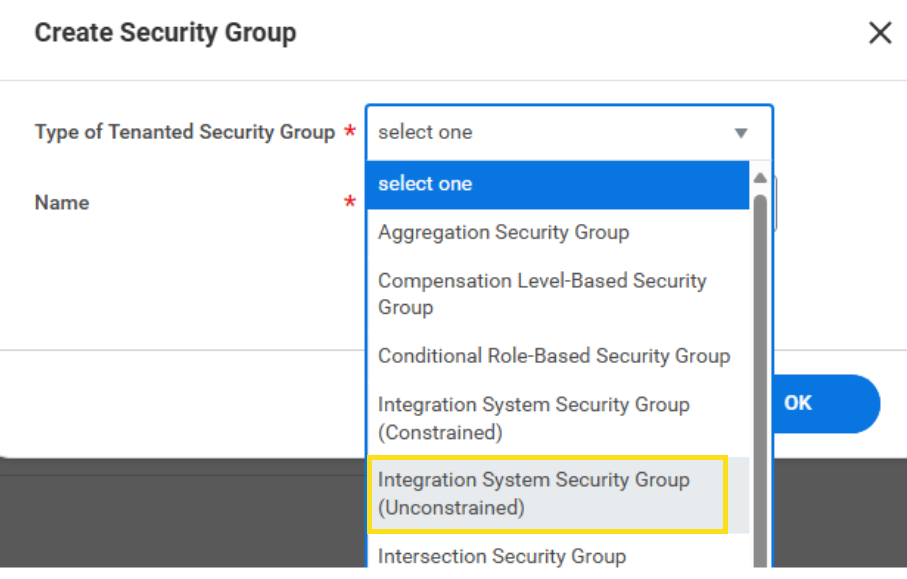 Create Security Group
Type of Tenanted Security Group *
select one
select one
Name *
Aggregation Security Group
Compensation Level-Based Security
Group
Conditional Role-Based Security Group
Integration System Security Group
(Constrained)
OK
Integration System Security Group
(Unconstrained)
Intersection Security Group